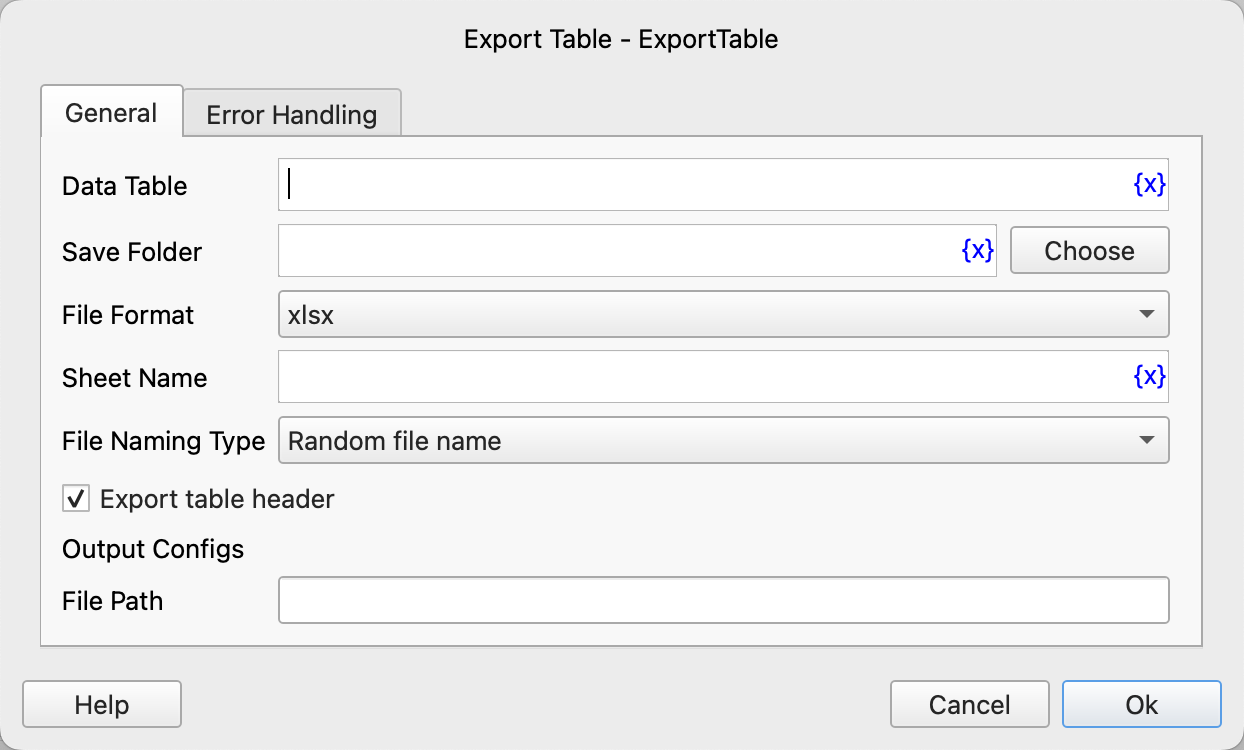 Export Table - ExportTable
General
Error Handling
Data Table
{x}
Save Folder
{x}
Choose
File Format
xlsx
Sheet Name
{x}
File Naming Type
Random file name
Export table header
Output Configs
File Path
Help
Cancel
Ok